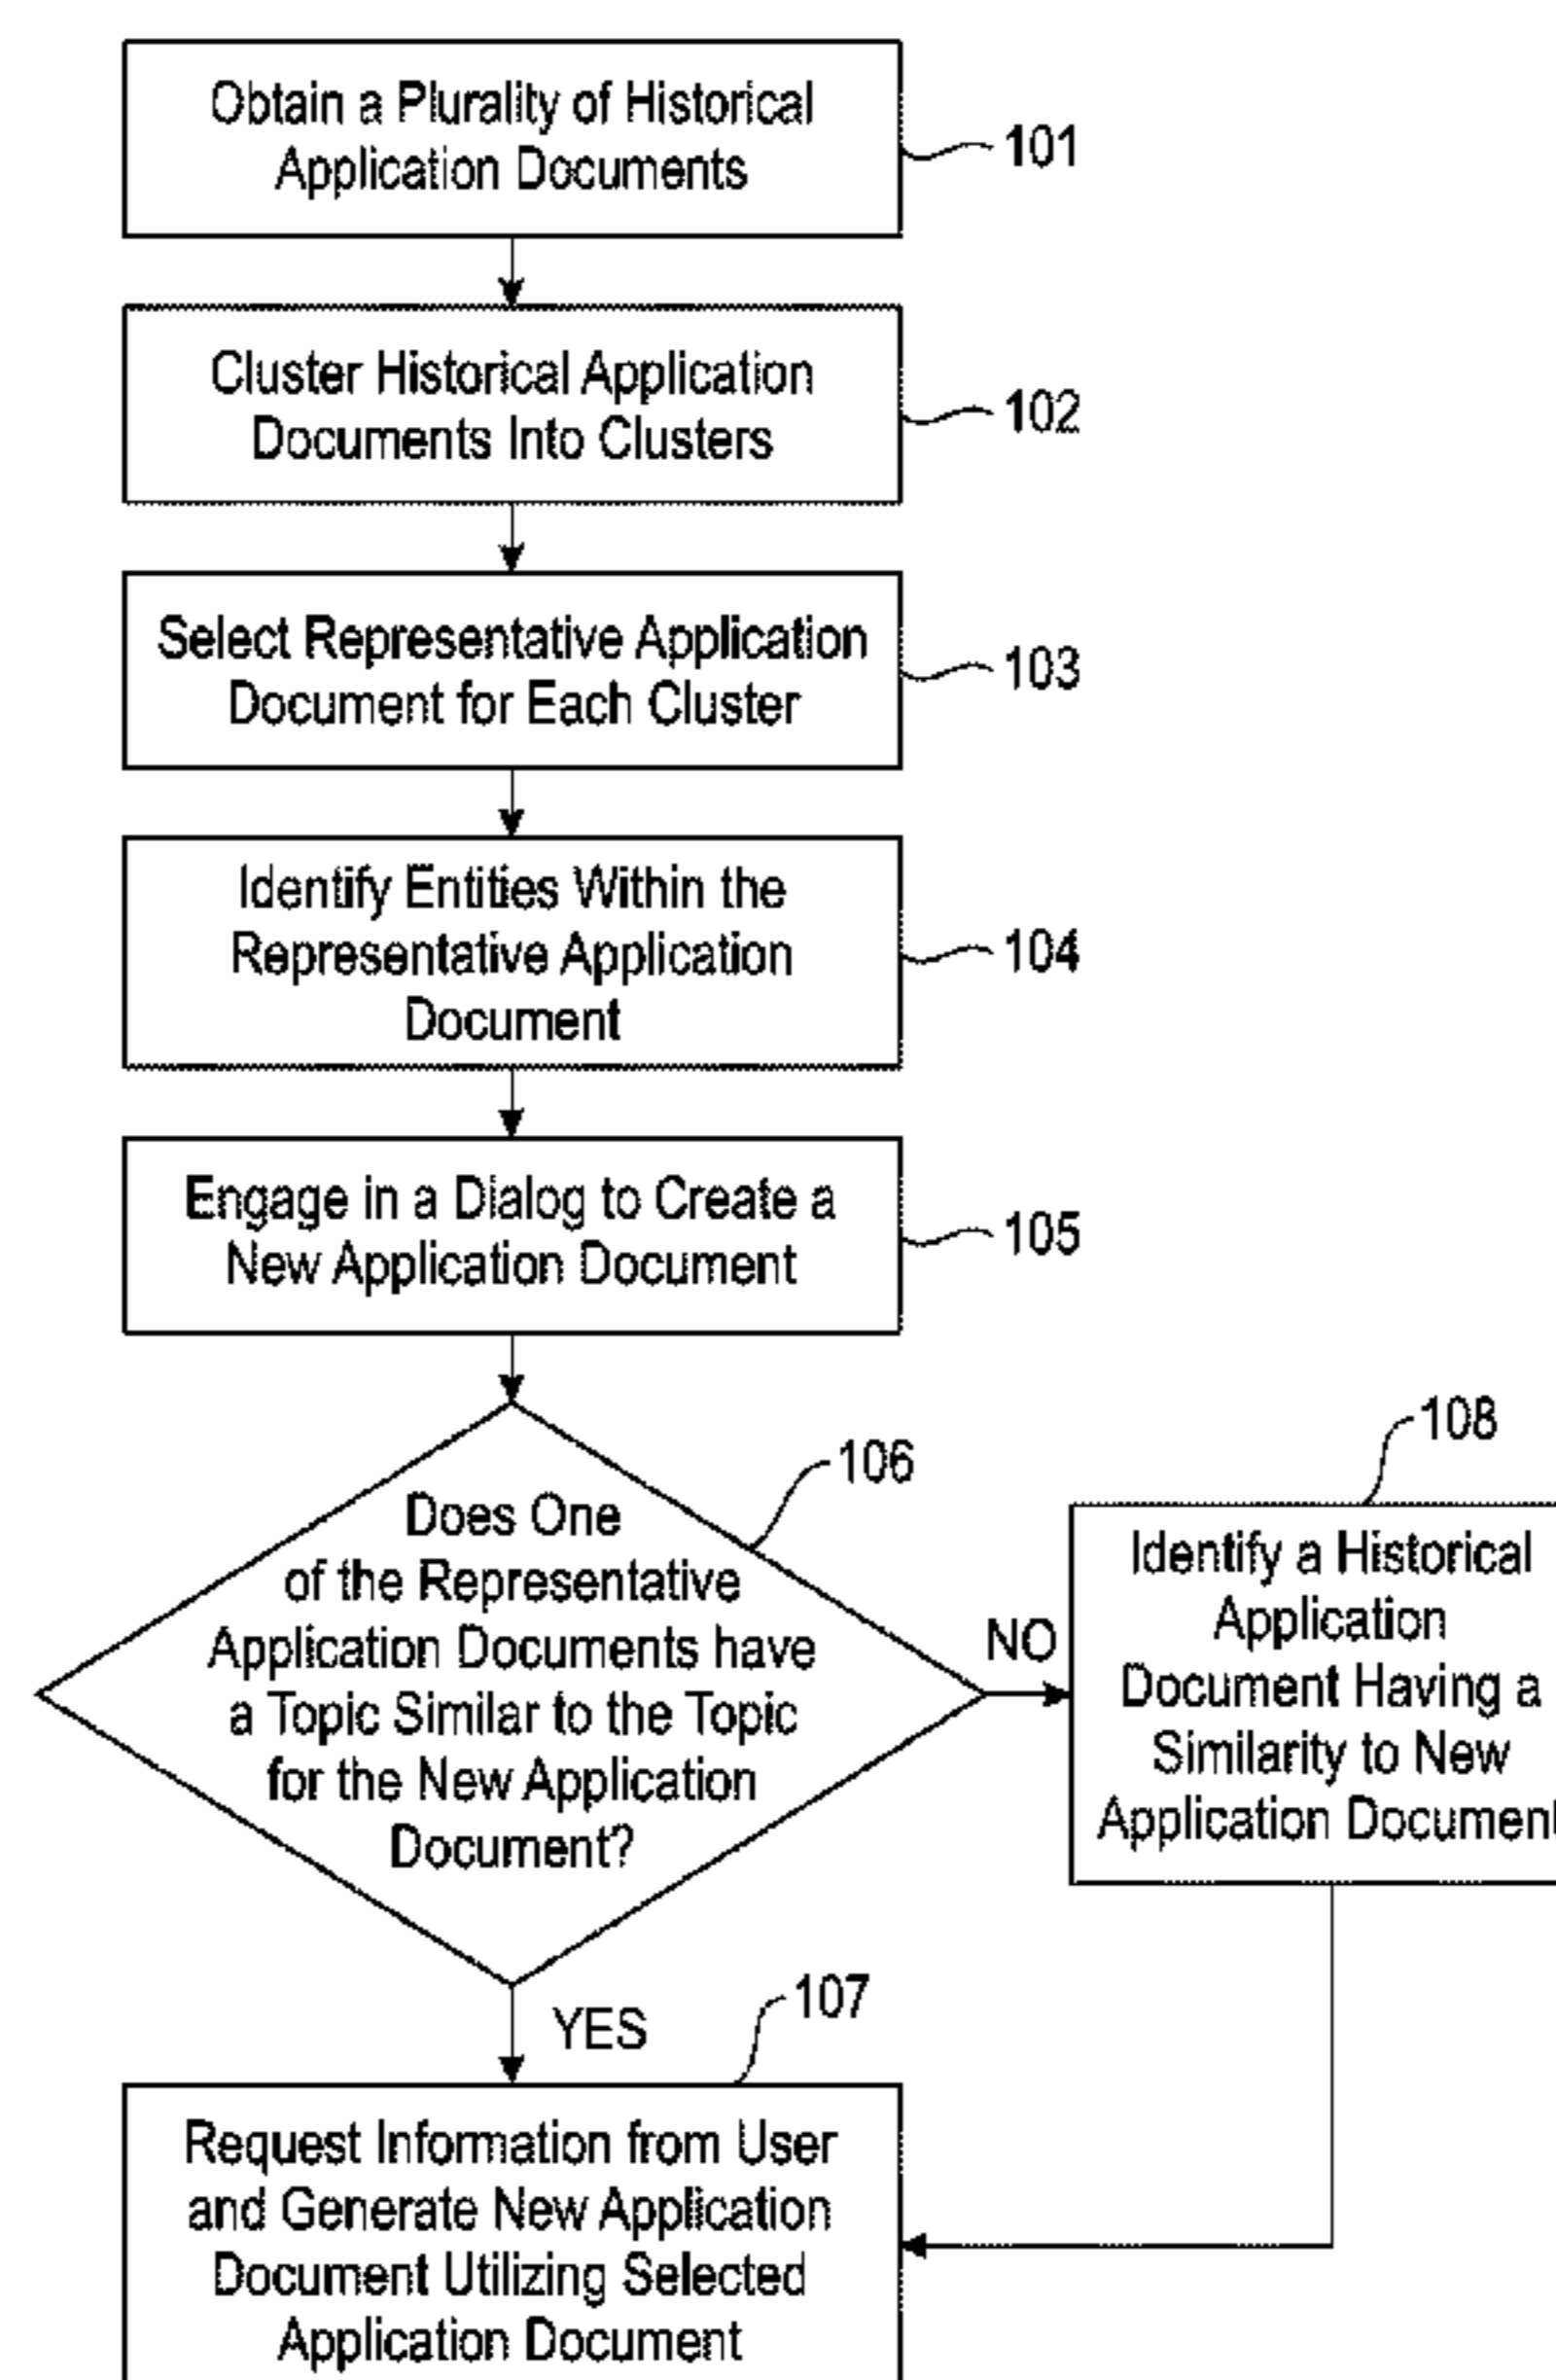 Obtain a Plurality of Historical
Application Documents
101
Cluster Historical Application
Documents Into Clusters
102
Select Representative Application
Document for Each Cluster
103
Identify Entities Within the
Representative Application
Document
104
Engage in a Dialog to Create a
New Application Document
105
106
Does One
of the Representative
Application Documents have
a Topic Similar to the Topic
for the New Application
Document?
NO
108
Identify a Historical
Application
Document Having a
Similarity to New
Application Document
YES
107
Request Information from User
and Generate New Application
Document Utilizing Selected
Application Document